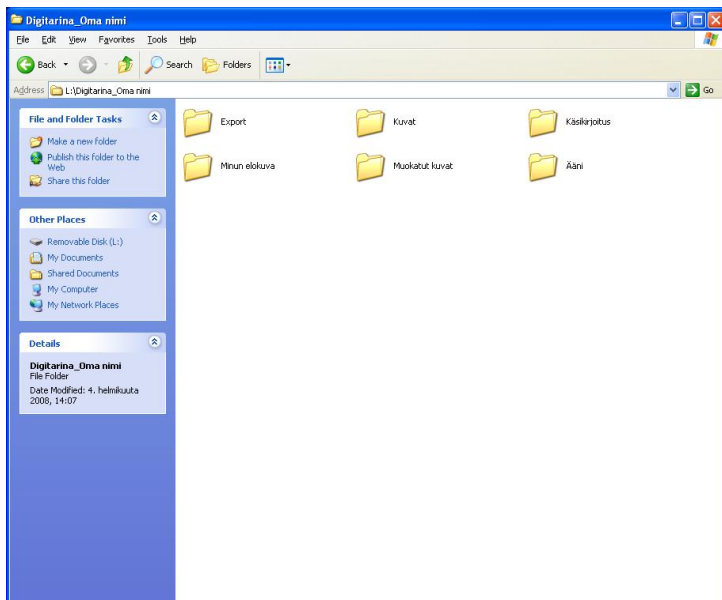 Digitarina_Oma nimi
File Edit View Favorites Tools Help
Back Search Folders
Address L:\Digitarina_Oma nimi Go
File and Folder Tasks
Make a new folder
Publish this folder to the
Web
Share this folder
Other Places
Removable Disk (L:)
My Documents
Shared Documents
My Computer
My Network Places
Details
Digitarina_Oma nimi
File Folder
Date Modified: 4. helmikuuta
2008, 14:07
Export Kuvat Käsikirjoitus
Minun elokuva Muokatut kuvat Ääni